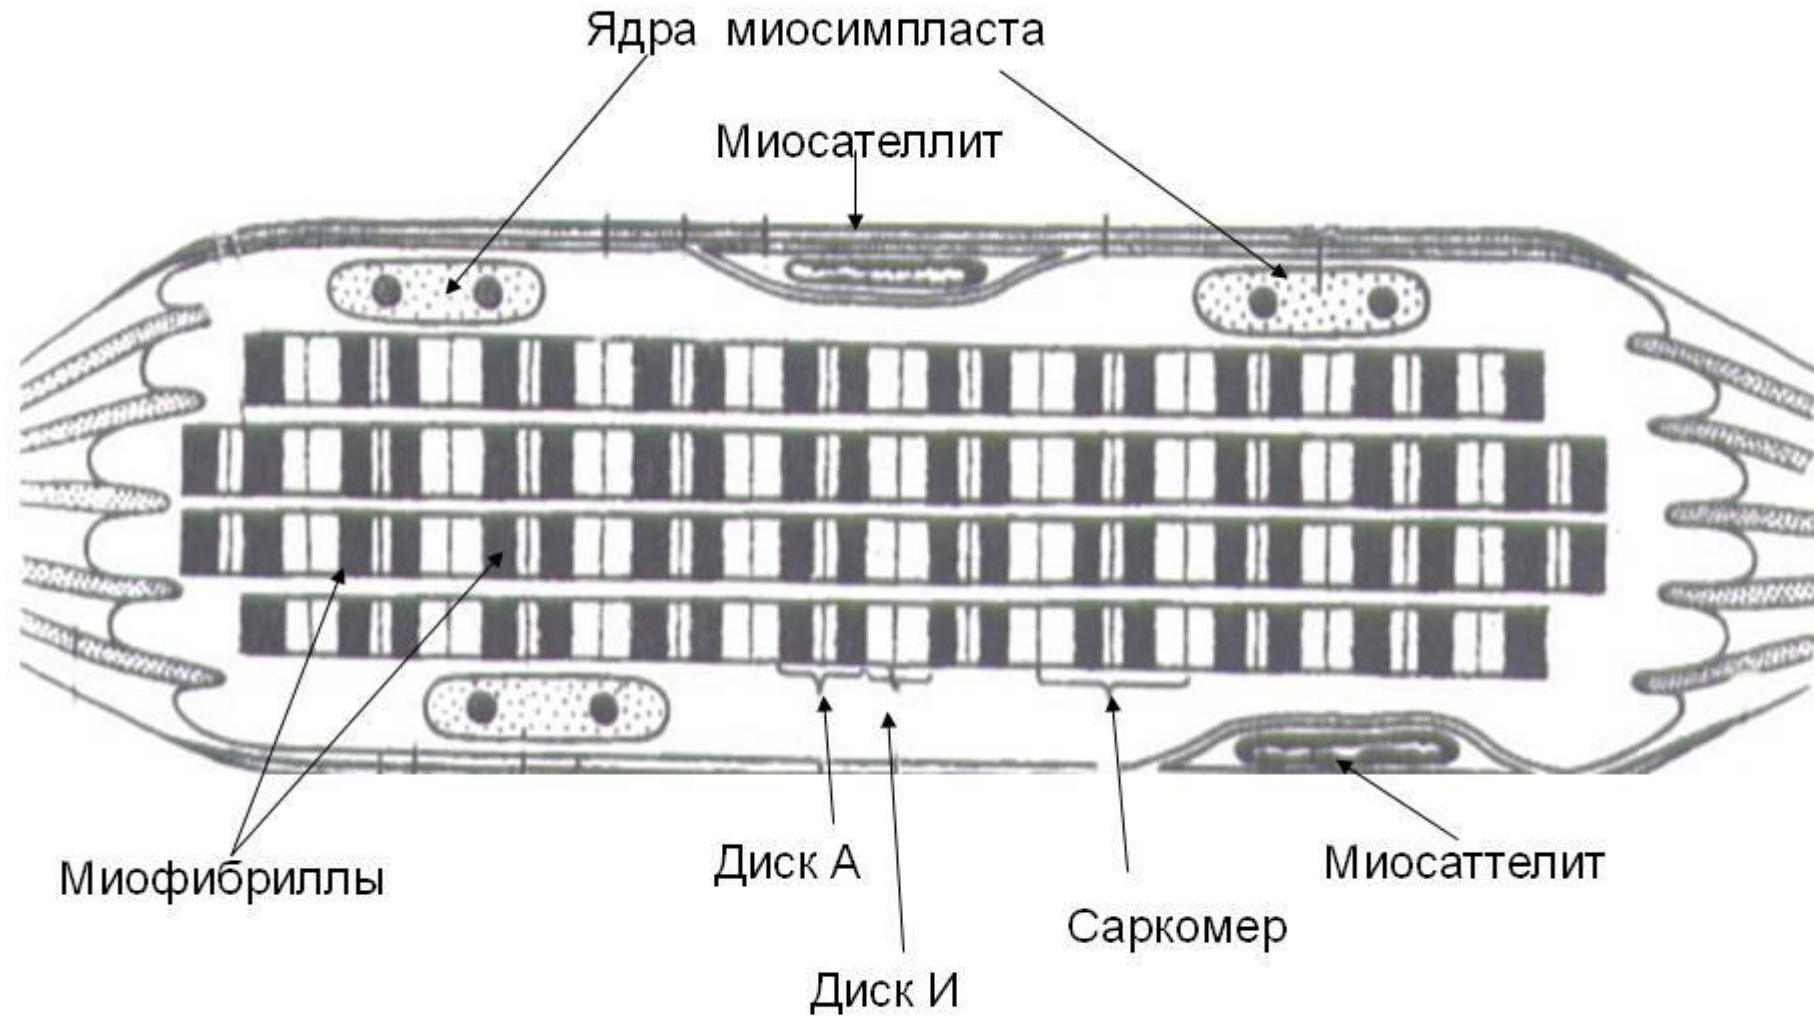 Ядра миосимпласта
Миосателлит
Миофибриллы
Диск А
Миосаттелит
Саркомер
Диск И